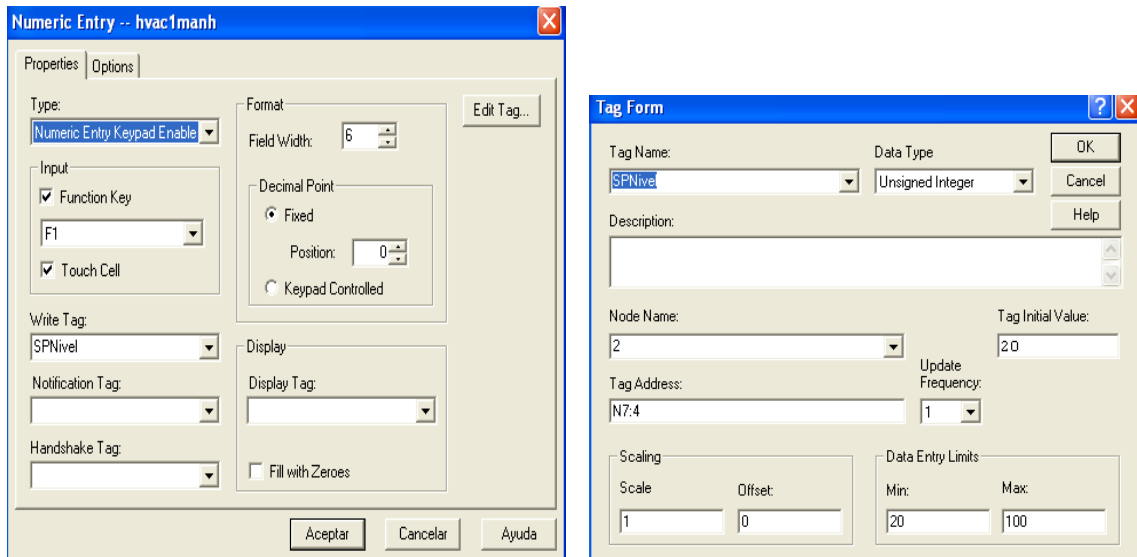 Numeric Entry -- hvac1manh
Properties
Options
Type:
Numeric Entry Keypad Enable
Input
Function Key
F1
Touch Cell
Write Tag:
SPNivel
Notification Tag:
Handshake Tag:
Format
Field Width:
6
Decimal Point
Fixed
Position:
0
Keypad Controlled
Display
Display Tag:
Fill with Zeroes
Edit Tag...
Aceptar
Cancelar
Ayuda
Tag Form
Tag Name:
SPNivel
Data Type
Unsigned Integer
OK
Cancel
Help
Description:
Node Name:
2
Tag Initial Value:
20
Tag Address:
N7:4
Update
Frequency:
1
Scaling
Scale
1
Offset:
0
Data Entry Limits
Min:
20
Max:
100